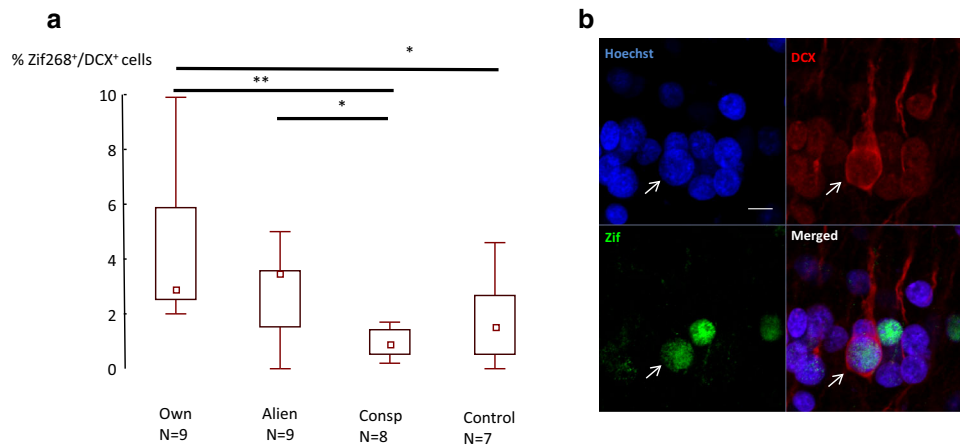 a
% Zif268⁺/DCX⁺ cells
*
**
*
10
8
6
4
2
0
Own
N=9
Alien
N=9
Consp
N=8
Control
N=7
b
Hoechst
DCX
Zif
Merged